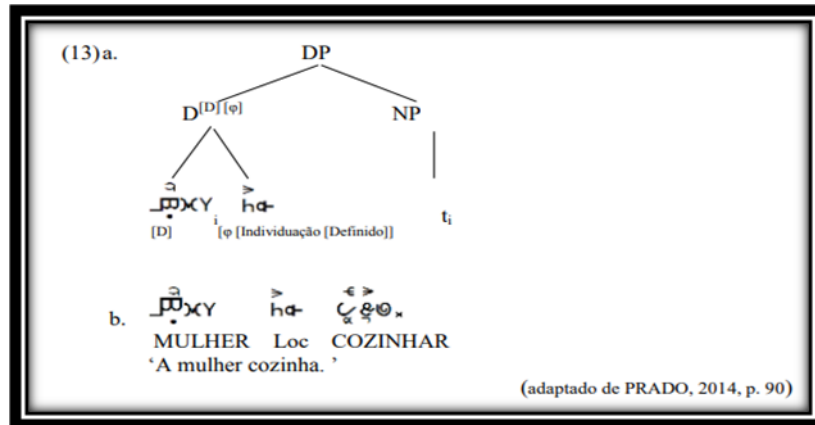 (13)a. DP
D[D][φ] NP
i ti
[D] [φ [Individuação [Definido]]
b.
MULHER Loc COZINHAR
‘A mulher cozinha. ’
(adaptado de PRADO, 2014, p. 90)